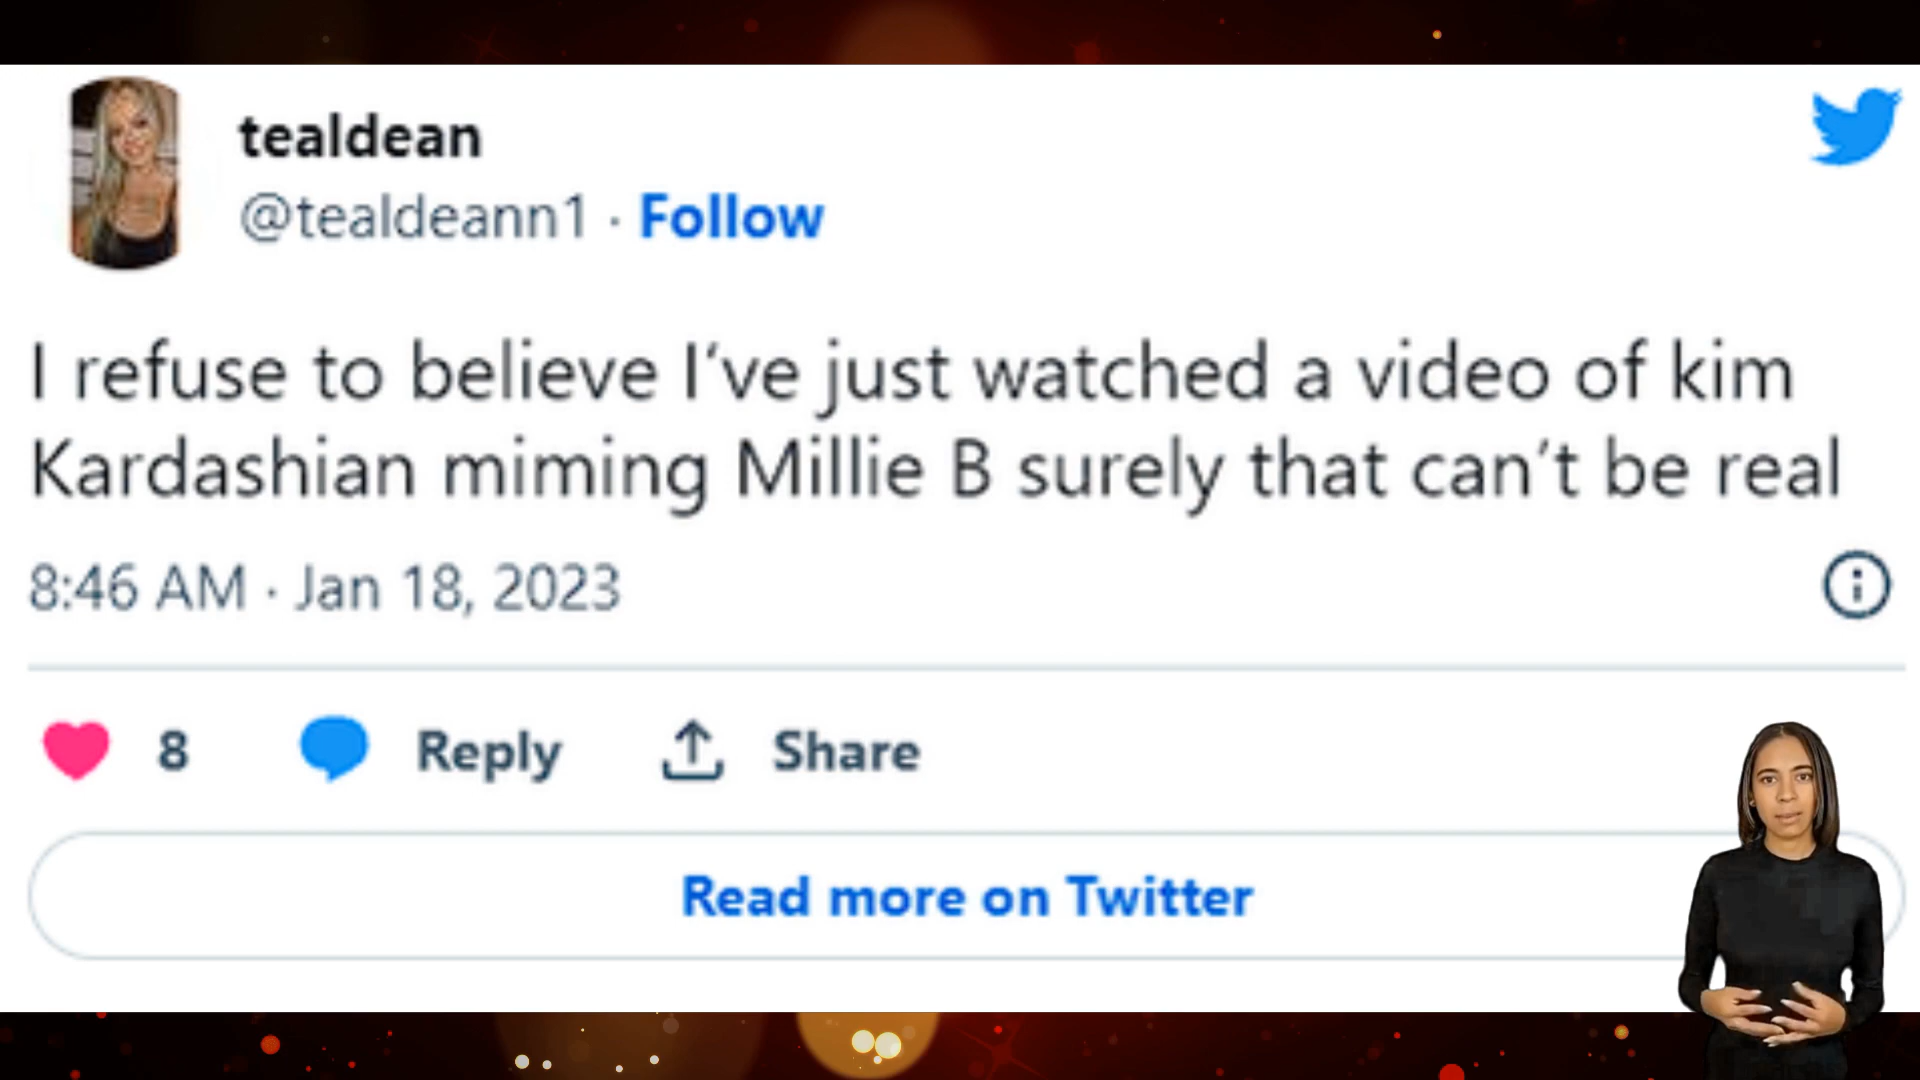 tealdean
@tealdeann1 · Follow
I refuse to believe I've just watched a video of kim
Kardashian miming Millie B surely that can't be real
8:46 AM · Jan 18, 2023
8 Reply Share
Read more on Twitter